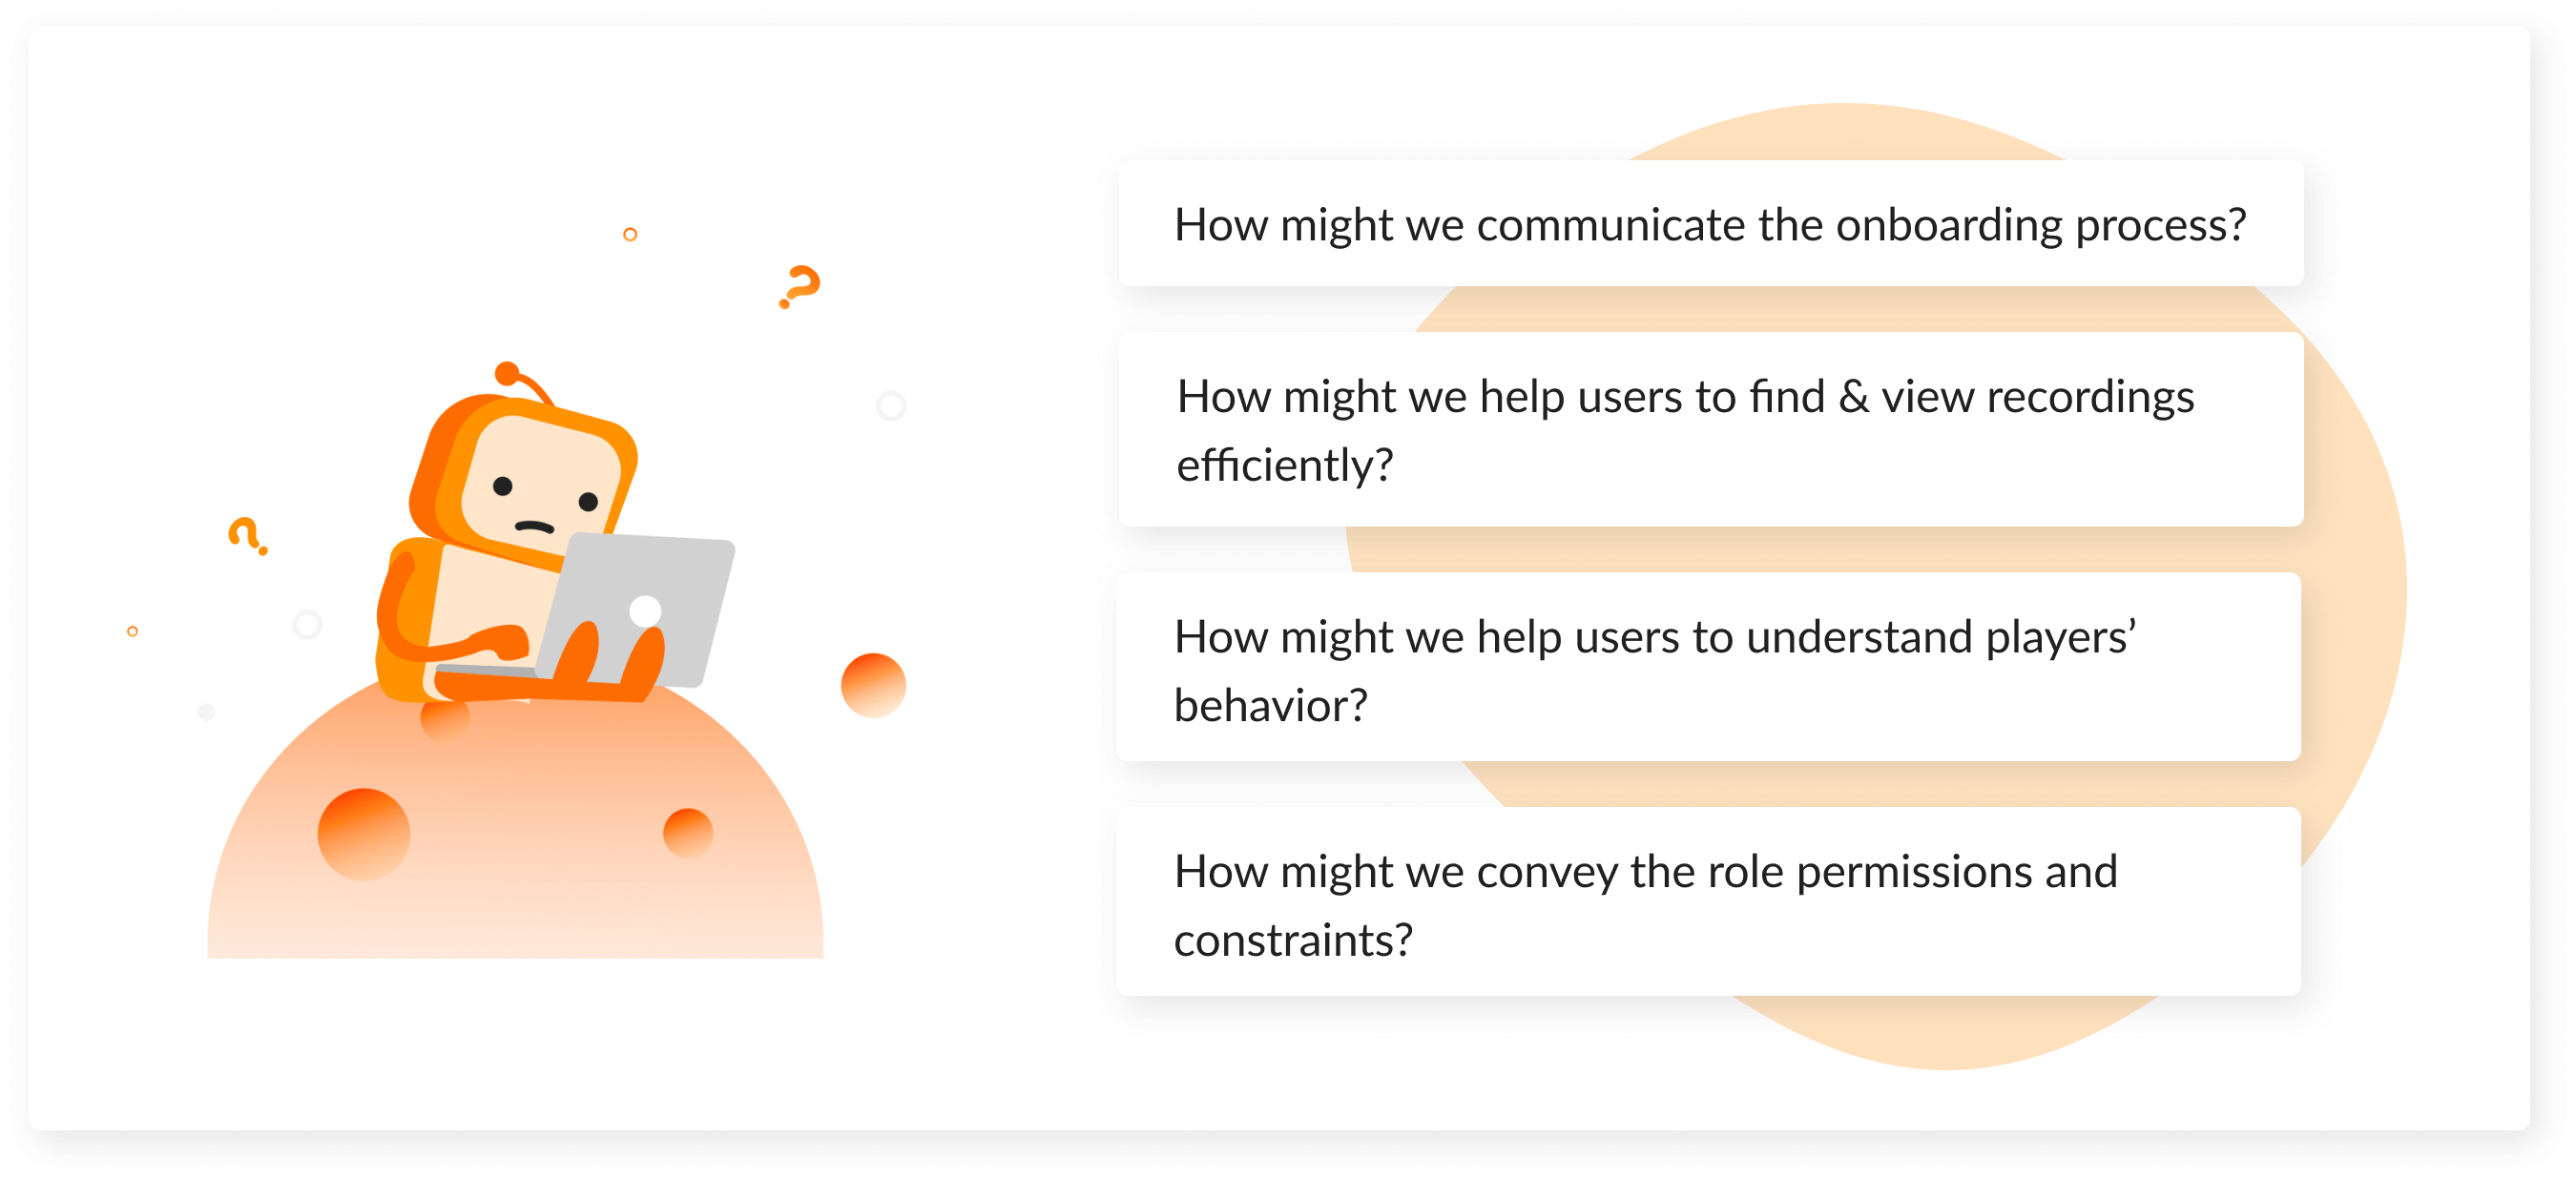 How might we communicate the onboarding process?
How might we help users to find & view recordings
efficiently?
How might we help users to understand players’
behavior?
How might we convey the role permissions and
constraints?